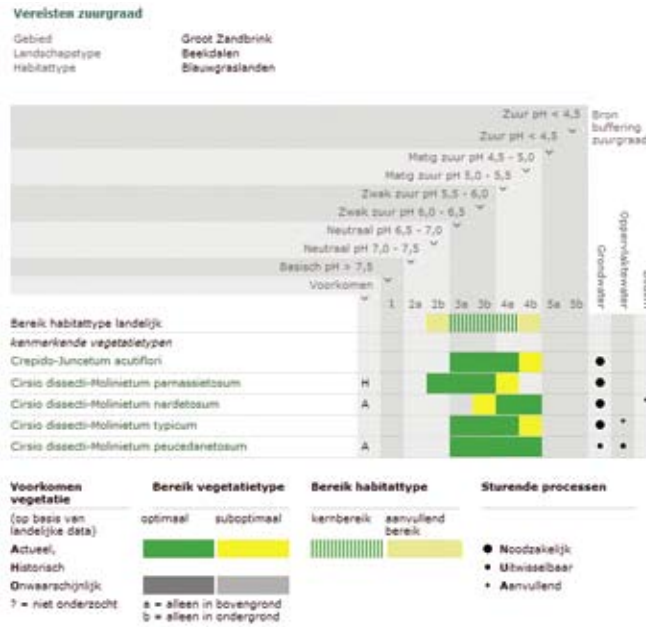 Vereisten zuurgraad
Gebied Groot Zandbrink
Landschapstype Beekdalen
Habitattype Blauwgraslanden
Zuur pH < 4,5
Bron buffering zuurgraad
Zuur pH < 4,5
Matig zuur pH 4,5 - 5,0
Matig zuur pH 5,0 - 5,5
Zwak zuur pH 5,5 - 6,0
Zwak zuur pH 6,0 - 6,5
Neutraal pH 6,5 - 7,0
Neutraal pH 7,0 - 7,5
Basisch pH > 7,5
Voorkomen
Grondwater
Oppervlaktewater
1 2a 2b 3a 3b 4a 4b 5a 5b
Bereik habitattype landelijk
kenmerkende vegetatietypen
Crepido-Juncetum acutiflori
Cirsio dissecti-Molinietum parnassietosum H
Cirsio dissecti-Molinietum nardetosum A
Cirsio dissecti-Molinietum typicum
Cirsio dissecti-Molinietum peucedanetosum A
Voorkomen vegetatie
(op basis van landelijke data)
Actueel,
Historisch
Onwaarschijnlijk
? = niet onderzocht
Bereik vegetatietype
optimaal suboptimaal
a = alleen in bovengrond
b = alleen in ondergrond
Bereik habitattype
kernbereik aanvullend bereik
Sturende processen
● Noodzakelijk
• Uitwisselbaar
• Aanvullend